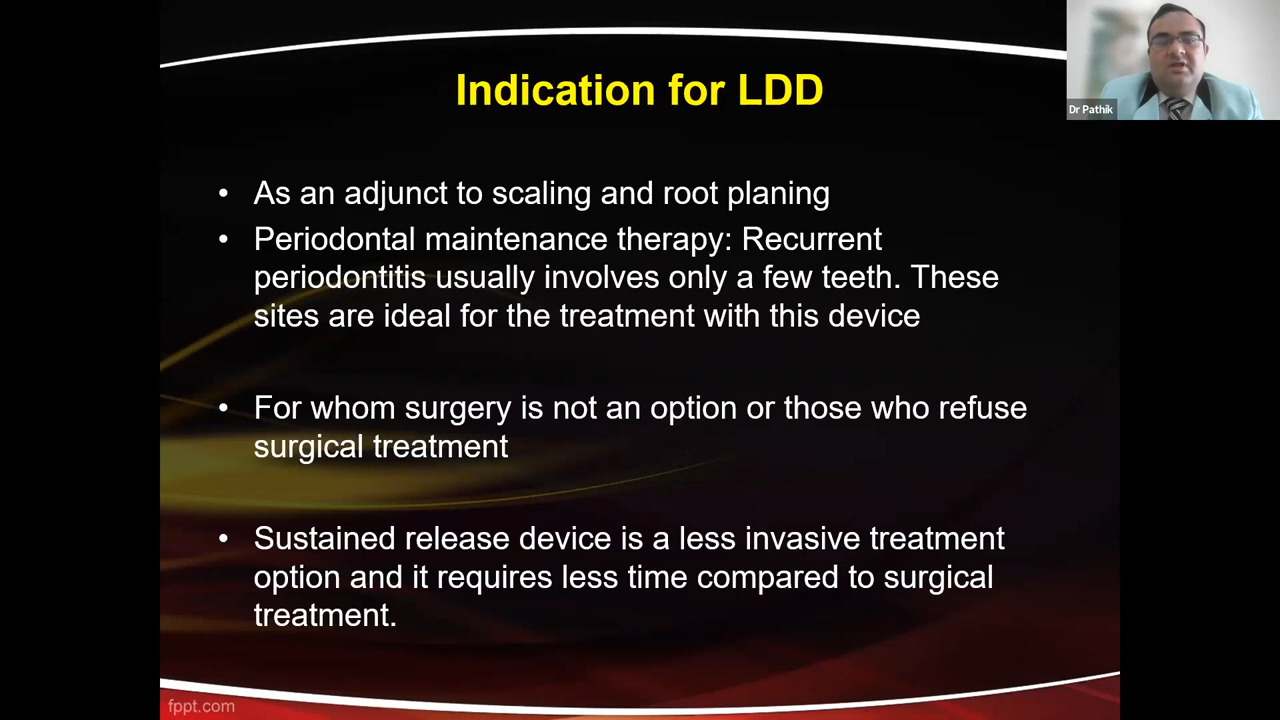 Indication for LDD
Dr Pathik
• As an adjunct to scaling and root planing
• Periodontal maintenance therapy: Recurrent
periodontitis usually involves only a few teeth. These
sites are ideal for the treatment with this device
• For whom surgery is not an option or those who refuse
surgical treatment
• Sustained release device is a less invasive treatment
option and it requires less time compared to surgical
treatment.
fppt.com